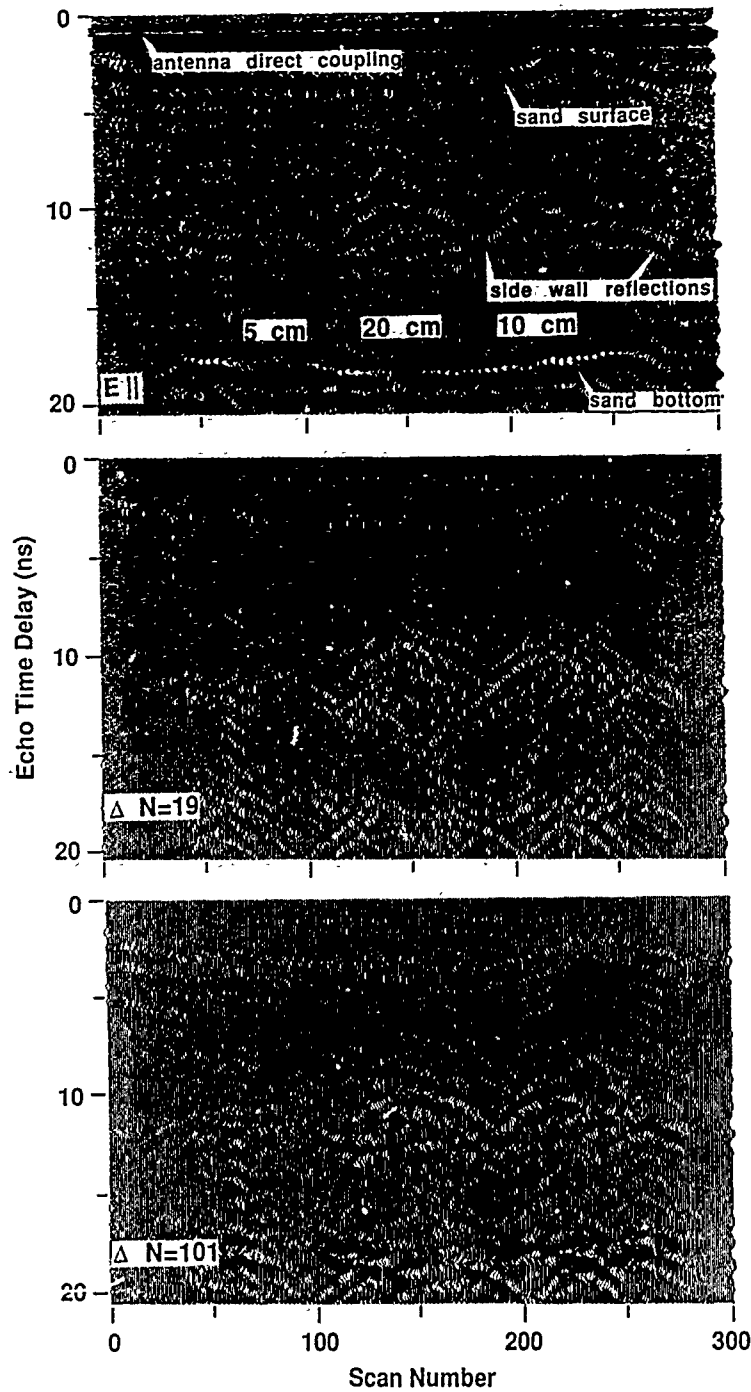 0
antenna direct coupling
sand surface
10
side wall reflections
5 cm
20 cm
10 cm
E ||
sand bottom
20
0
Echo Time Delay (ns)
10
Δ N=19
20
0
10
Δ N=101
20
0
100
200
300
Scan Number